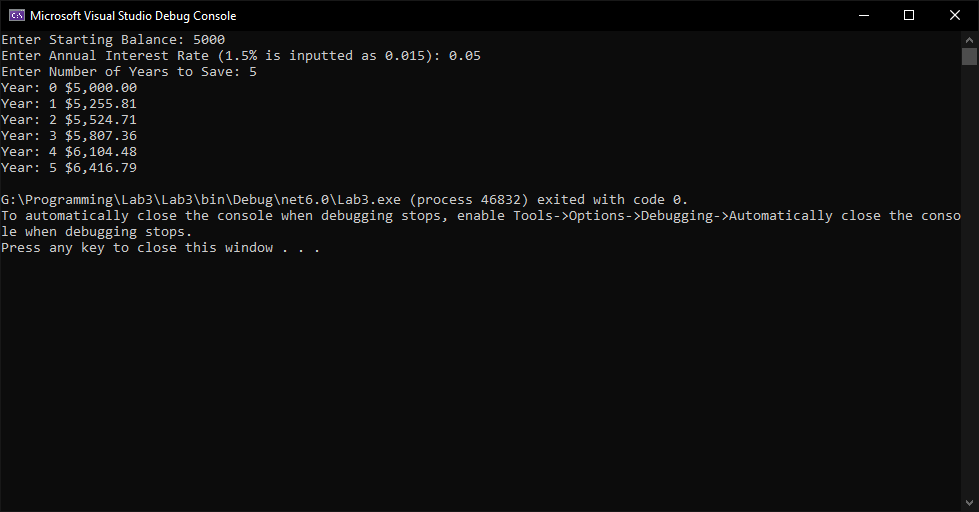 Microsoft Visual Studio Debug Console
Enter Starting Balance: 5000
Enter Annual Interest Rate (1.5% is inputted as 0.015): 0.05
Enter Number of Years to Save: 5
Year: 0 $5,000.00
Year: 1 $5,255.81
Year: 2 $5,524.71
Year: 3 $5,807.36
Year: 4 $6,104.48
Year: 5 $6,416.79
G:\Programming\Lab3\Lab3\bin\Debug\net6.0\Lab3.exe (process 46832) exited with code 0.
To automatically close the console when debugging stops, enable Tools->Options->Debugging->Automatically close the conso
le when debugging stops.
Press any key to close this window . . .